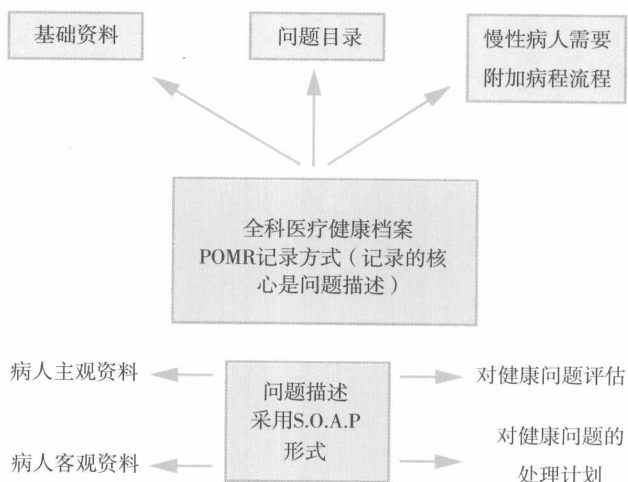 基础资料
问题目录
慢性病人需要
附加病程流程
全科医疗健康档案
POMR记录方式（记录的核
心是问题描述）
病人主观资料
问题描述
采用S.O.A.P
形式
对健康问题评估
病人客观资料
对健康问题的
处理计划